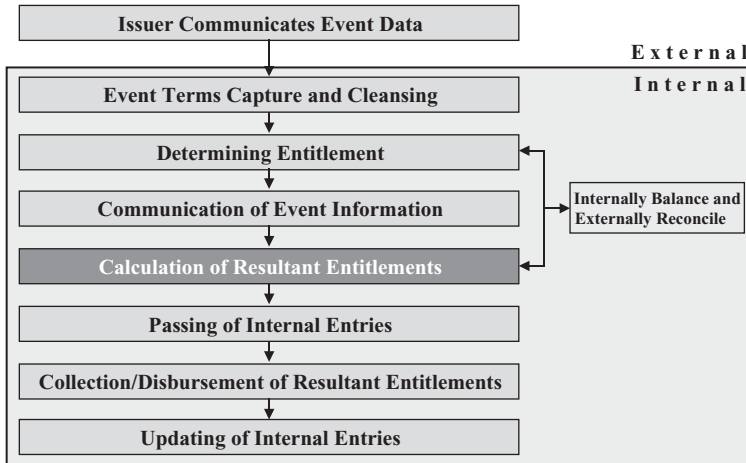 Issuer Communicates Event Data
External
Internal
Event Terms Capture and Cleansing
Determining Entitlement
Internally Balance and
Externally Reconcile
Communication of Event Information
Calculation of Resultant Entitlements
Passing of Internal Entries
Collection/Disbursement of Resultant Entitlements
Updating of Internal Entries